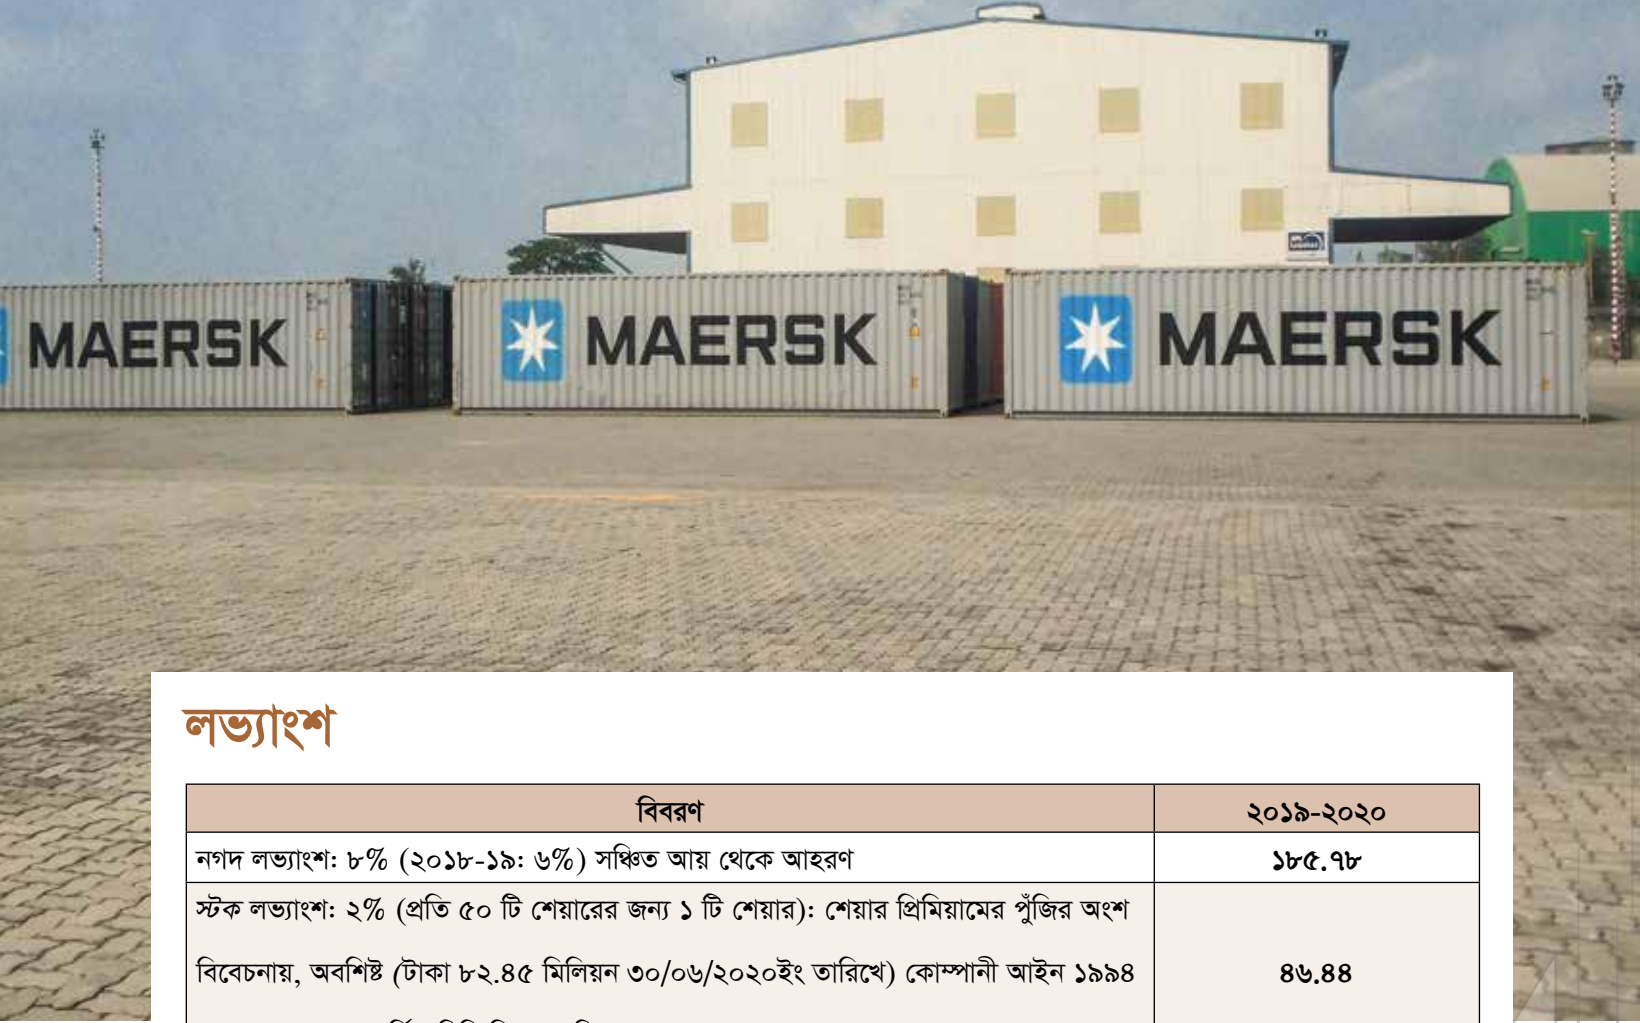 MAERSK
MAERSK
MAERSK
লভ্যাংশ
বিবরণ
২০১৯-২০২০
নগদ লভ্যাংশ: ৮% (২০১৮-১৯: ৬%) সঞ্চিত আয় থেকে আহরণ
১৮৫.৭৮
স্টক লভ্যাংশ: ২% (প্রতি ৫০ টি শেয়ারের জন্য ১ টি শেয়ার): শেয়ার প্রিমিয়ামের পুঁজির অংশ
বিবেচনায়, অবশিষ্ট (টাকা ৮২.৪৫ মিলিয়ন ৩০/০৬/২০২০ইং তারিখে) কোম্পানী আইন ১৯৯৪
৪৬.৪৪